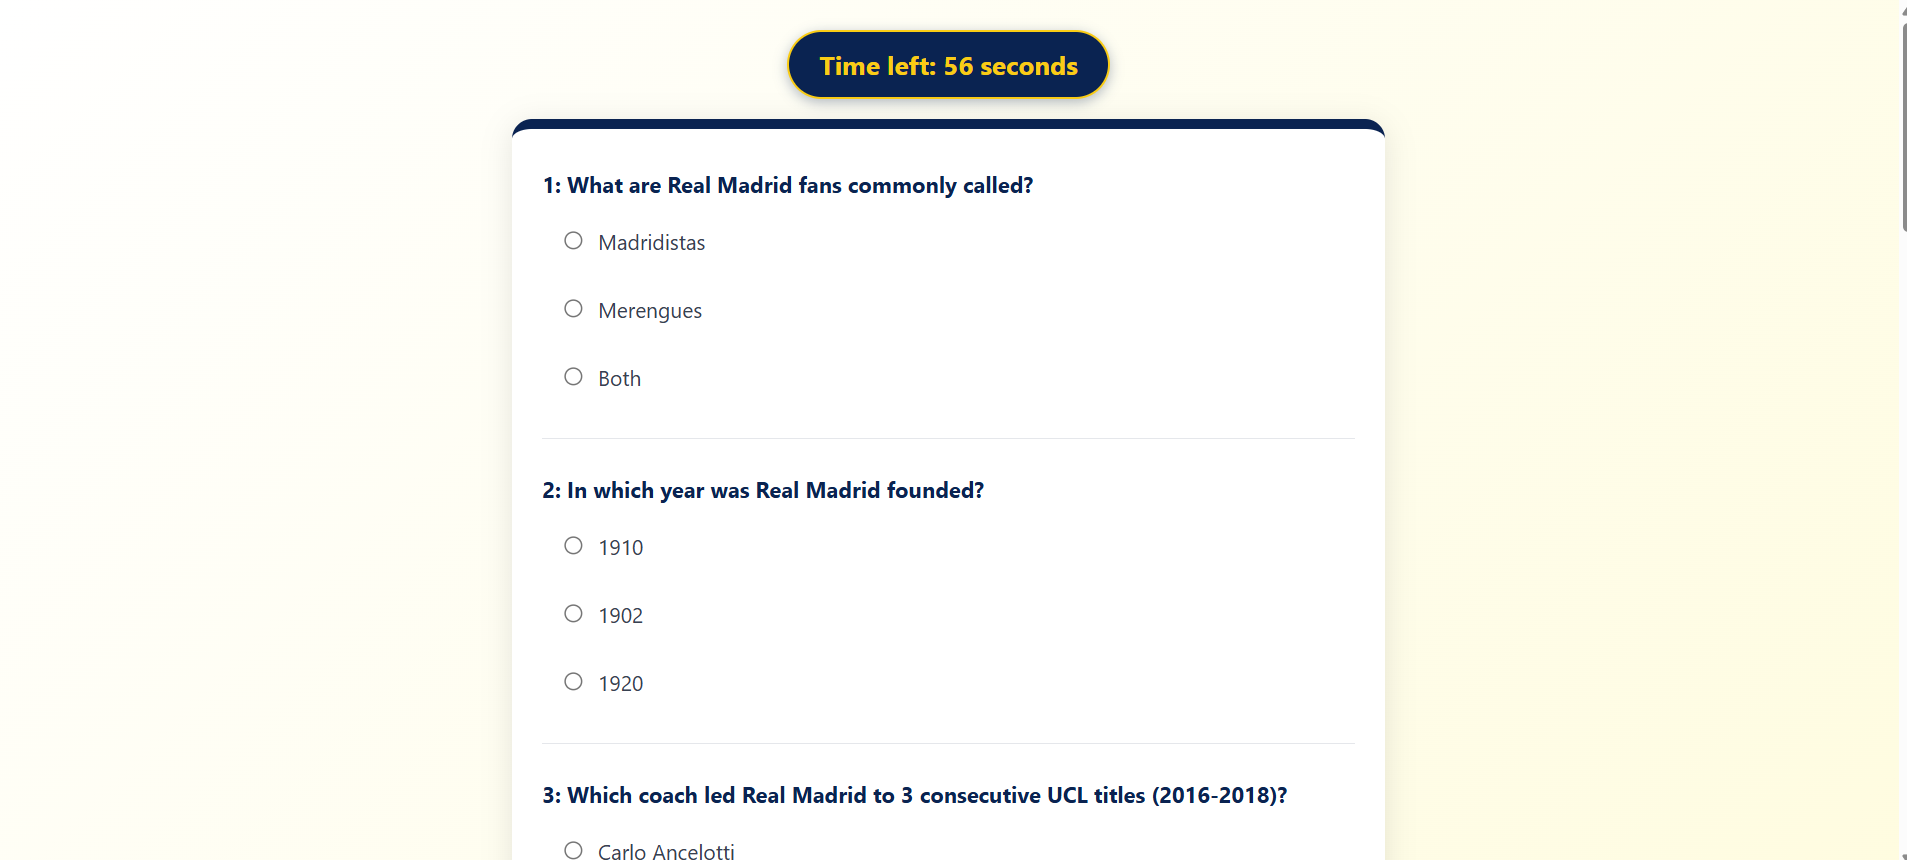 Time left: 56 seconds
1: What are Real Madrid fans commonly called?
Madridistas
Merengues
Both
2: In which year was Real Madrid founded?
1910
1902
1920
3: Which coach led Real Madrid to 3 consecutive UCL titles (2016-2018)?
Carlo Ancelotti